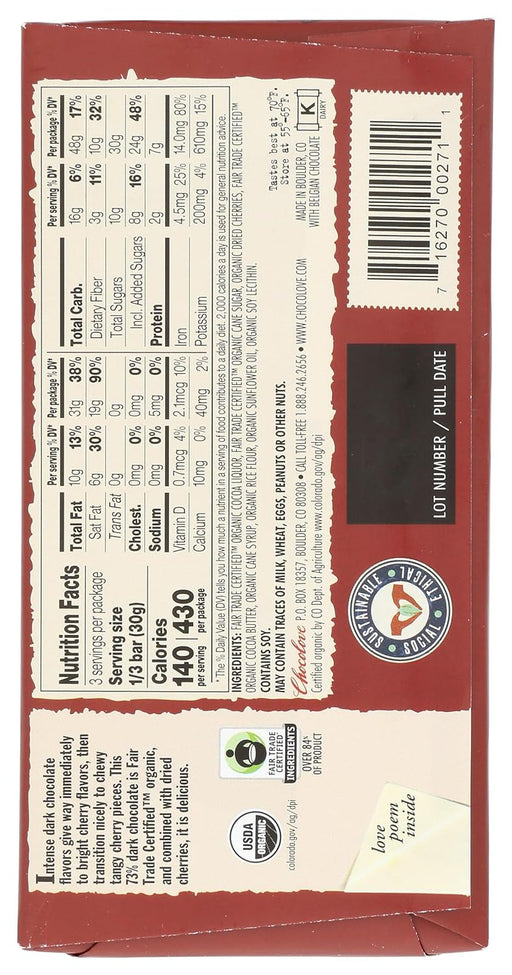 Intense dark chocolate
flavors give way immediately
to bright cherry flavors, then
transition nicely to chewy
tangy cherry pieces. This
73% dark chocolate is Fair
Trade Certified™ organic,
and combined with dried
cherries, it is delicious.
USDA
ORGANIC
colorado.gov/ag/dpi
FAIR TRADE
CERTIFIED
INGREDIENTS
OVER 84%
OF PRODUCT
love
poem
inside
Nutrition Facts
3 servings per package
Serving size
1/3 bar (30g)
Calories
140 430
per serving per package
Per serving % DV* Per package % DV*
Total Fat 10g 13% 31g 38%
Sat Fat 6g 30% 19g 90%
Trans Fat 0g 0g
Cholest. 0mg 0% 0mg 0%
Sodium 0mg 0% 5mg 0%
Vitamin D 0.7mcg 4% 2.1mcg 10%
Calcium 10mg 0% 40mg 2%
Per serving % DV* Per package % DV*
Total Carb. 16g 6% 48g 17%
Dietary Fiber 3g 11% 10g 32%
Total Sugars 10g 30g
Incl. Added Sugars 8g 16% 24g 48%
Protein 2g 7g
Iron 4.5mg 25% 14.0mg 80%
Potassium 200mg 4% 610mg 15%
*The % Daily Value (DV) tells you how much a nutrient in a serving of food contributes to a daily diet. 2,000 calories a day is used for general nutrition advice.
INGREDIENTS: FAIR TRADE CERTIFIED™ ORGANIC COCOA LIQUOR, FAIR TRADE CERTIFIED™ ORGANIC CANE SUGAR, ORGANIC DRIED CHERRIES, FAIR TRADE CERTIFIED™
ORGANIC COCOA BUTTER, ORGANIC CANE SYRUP, ORGANIC RICE FLOUR, ORGANIC SUNFLOWER OIL, ORGANIC SOY LECITHIN.
CONTAINS SOY.
MAY CONTAIN TRACES OF MILK, WHEAT, EGGS, PEANUTS OR OTHER NUTS.
Chocolove P.O. BOX 18357, BOULDER, CO 80308 • CALL TOLL-FREE 1.888.246.2656 • WWW.CHOCOLOVE.COM
Certified organic by CO Dept. of Agriculture www.colorado.gov/ag/dpi
Tastes best at 70°F.
Store at 55°-65°F.
K
DAIRY
MADE IN BOULDER, CO
WITH BELGIAN CHOCOLATE
SUSTAINABLE • ETHICAL • SOCIAL •
LOT NUMBER / PULL DATE
7 16270 00271 1